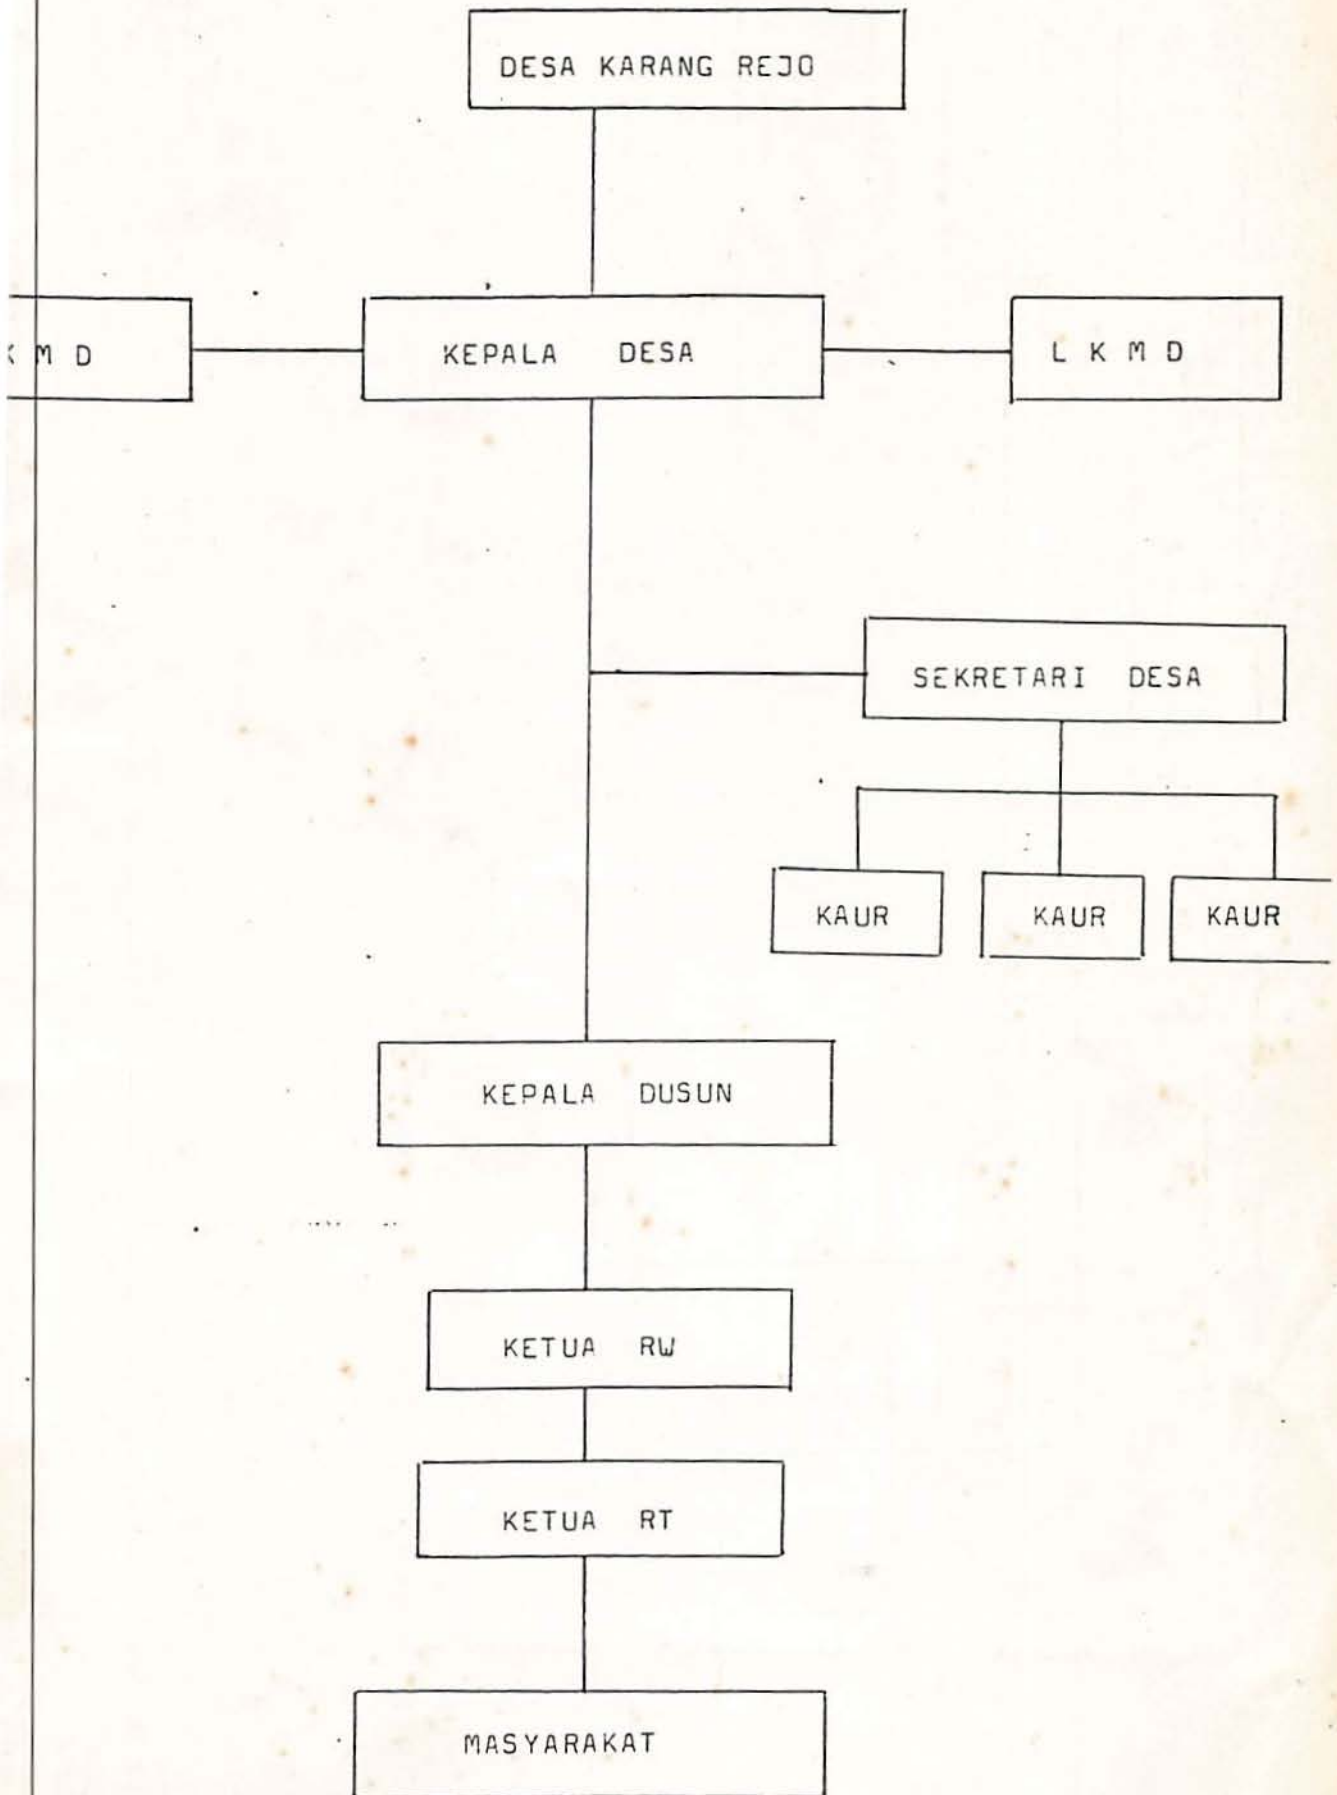 DESA KARANG REJO
K M D
KEPALA DESA
L K M D
SEKRETARI DESA
KAUR
KAUR
KAUR
KEPALA DUSUN
KETUA RW
KETUA RT
MASYARAKAT